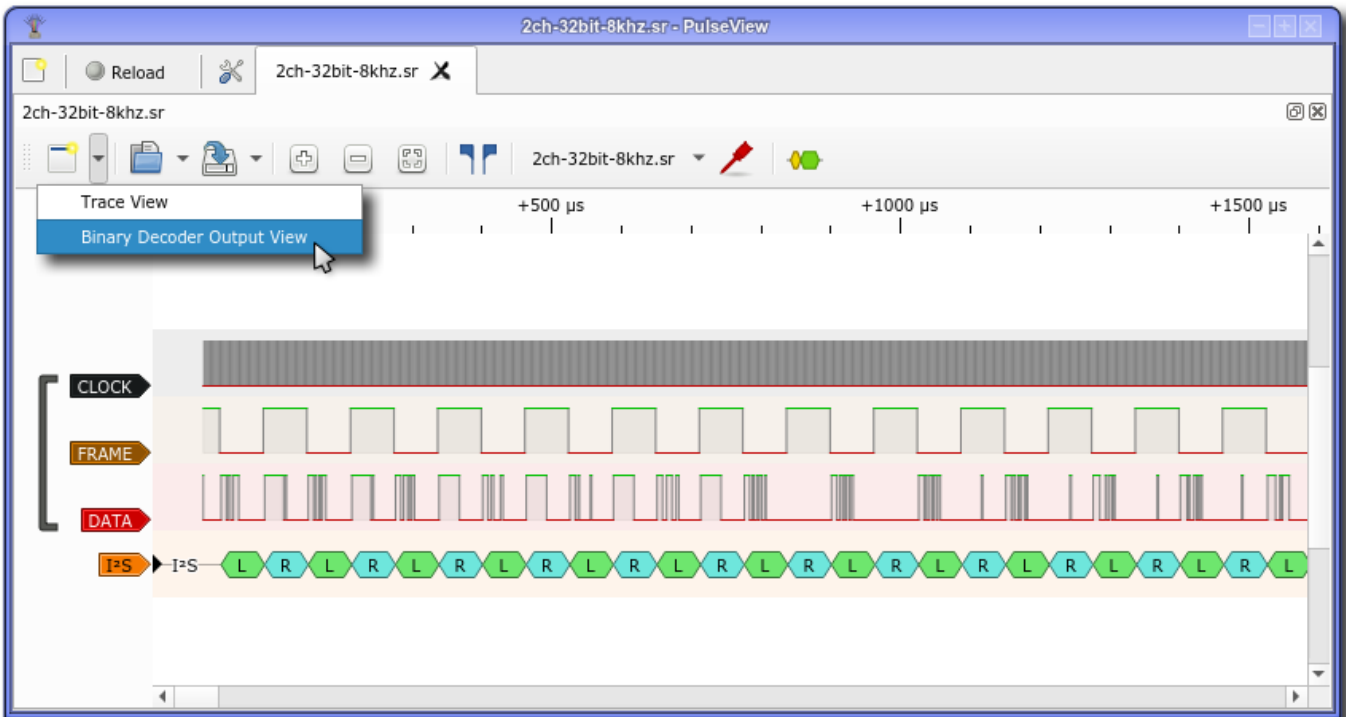 2ch-32bit-8khz.sr - PulseView
Reload
2ch-32bit-8khz.sr
2ch-32bit-8khz.sr
2ch-32bit-8khz.sr
Trace View
Binary Decoder Output View
+500 µs +1000 µs +1500 µs
CLOCK
FRAME
DATA
I²S I²S L R L R L R L R L R L R L R L R L R L R L R L R L